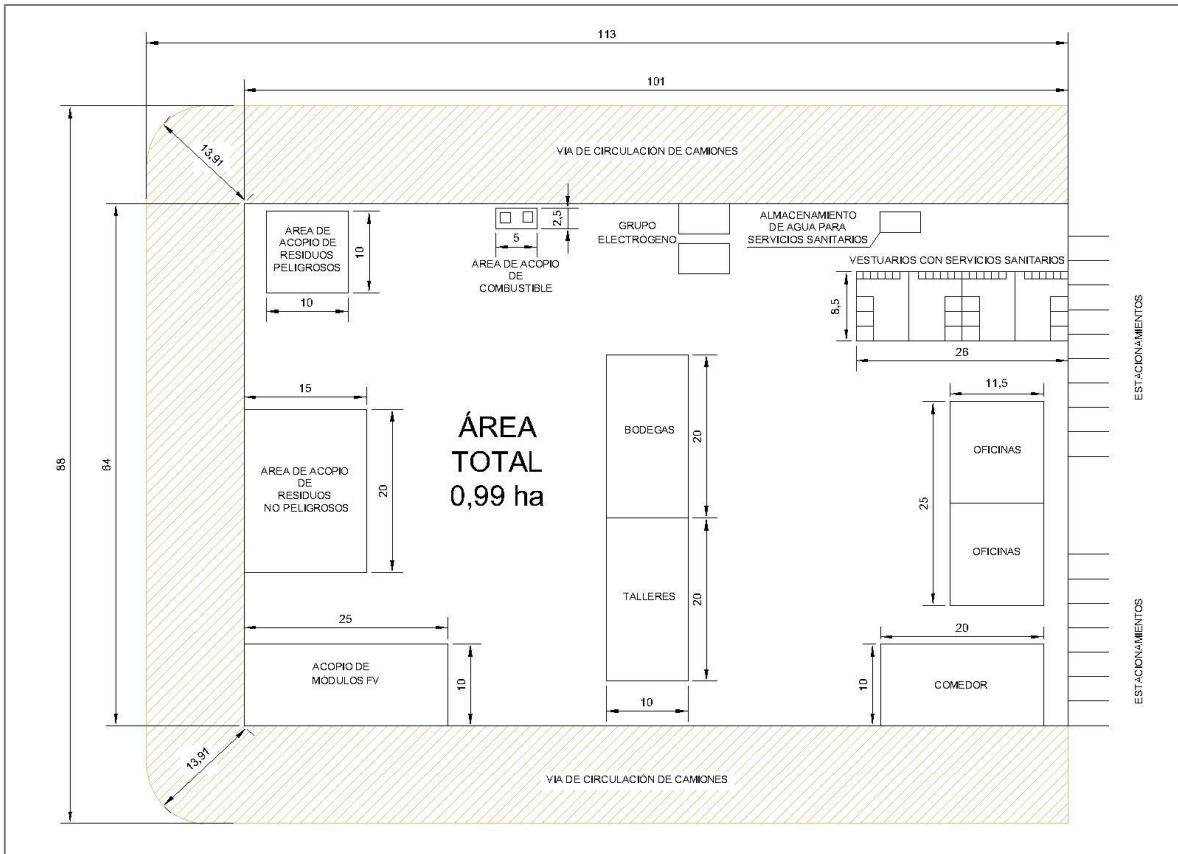 113
101
VIA DE CIRCULACIÓN DE CAMIONES
13,91
88
64
ÁREA DE
ACOPIO DE
RESIDUOS
PELIGROSOS
10
10
2,5
5
ÁREA DE ACOPIO
DE
COMBUSTIBLE
GRUPO
ELECTRÓGENO
ALMACENAMIENTO
DE AGUA PARA
SERVICIOS SANITARIOS
VESTUARIOS CON SERVICIOS SANITARIOS
8,5
26
ESTACIONAMIENTOS
15
ÁREA DE ACOPIO
DE
RESIDUOS
NO PELIGROSOS
20
ÁREA
TOTAL
0,99 ha
BODEGAS
20
TALLERES
20
10
11,5
OFICINAS
25
OFICINAS
25
ACOPIO DE
MÓDULOS FV
10
20
10
COMEDOR
ESTACIONAMIENTOS
13,91
VIA DE CIRCULACIÓN DE CAMIONES